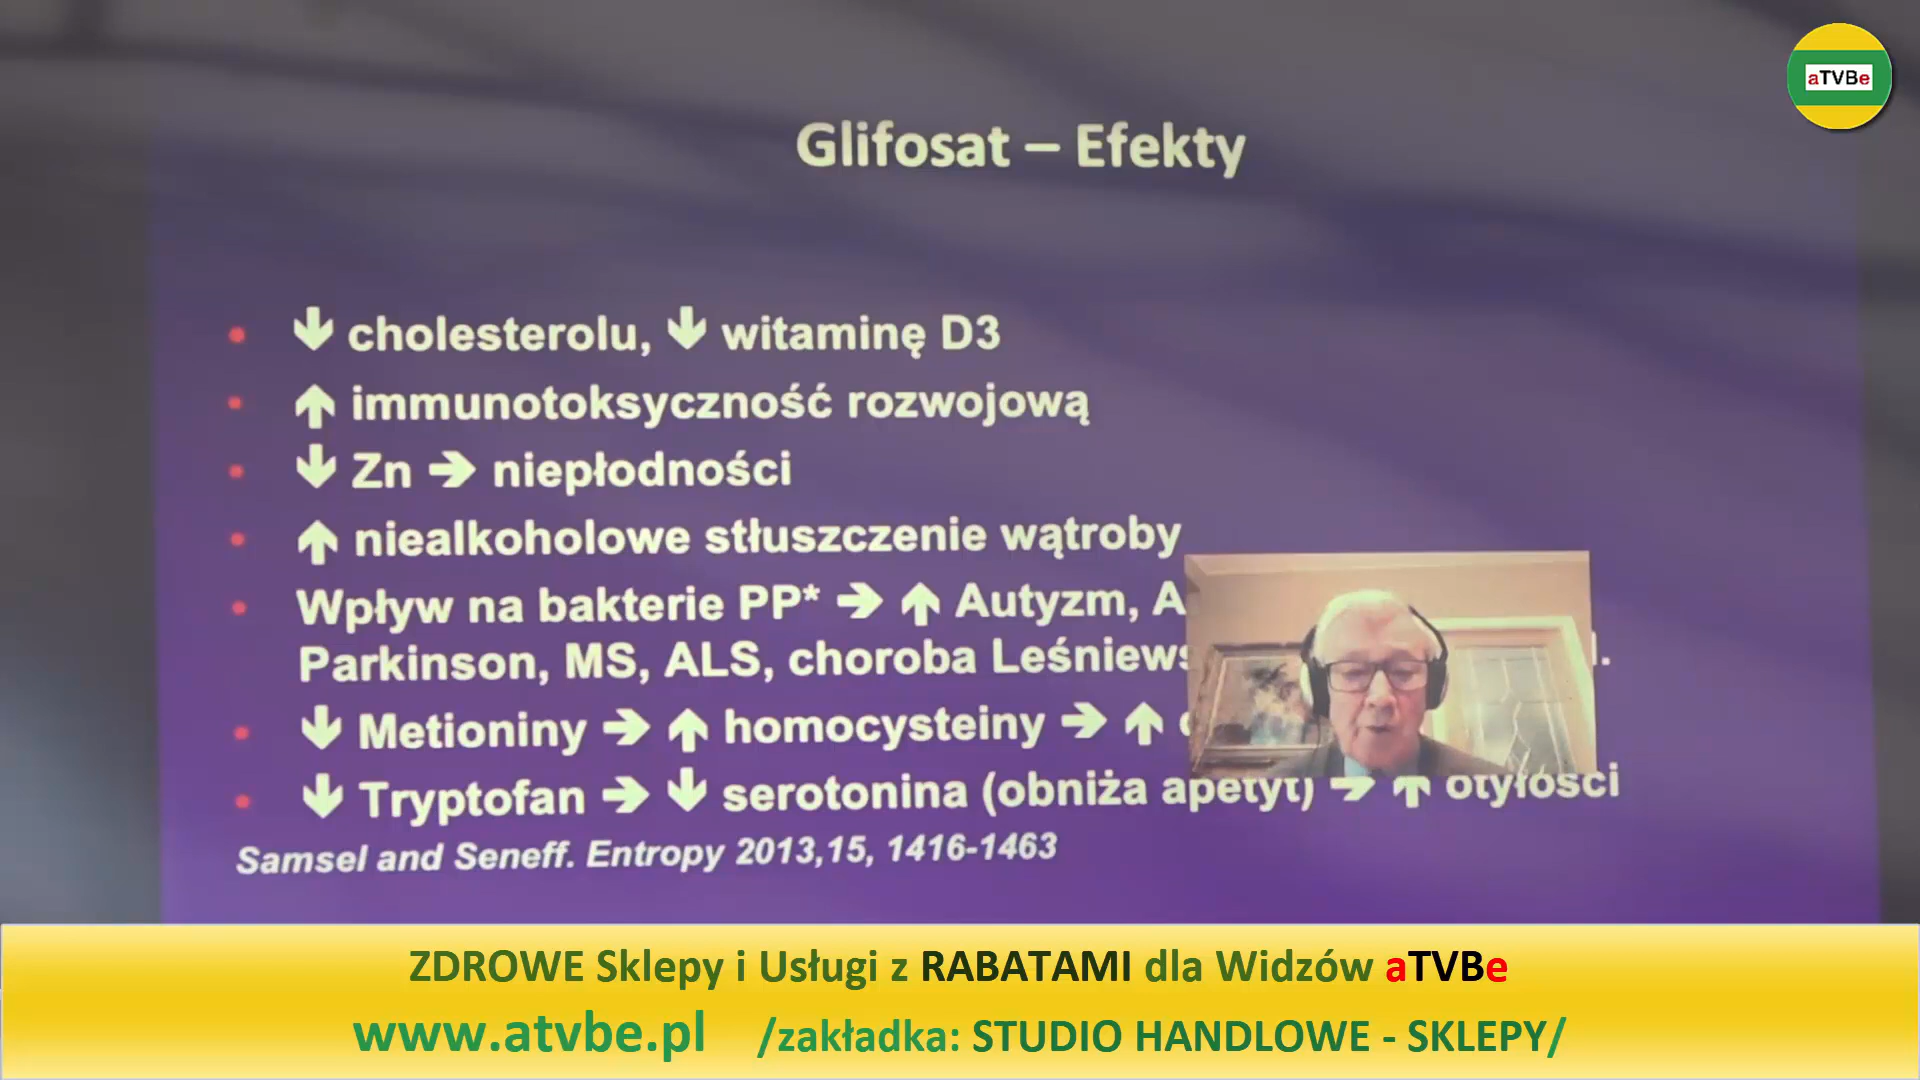 aTVBe
Glifosat – Efekty
• ↓ cholesterolu, ↓ witaminę D3
• ↑ immunotoksyczność rozwojową
• ↓ Zn → niepłodności
• ↑ niealkoholowe stłuszczenie wątroby
• Wpływ na bakterie PP* → ↑ Autyzm,
Parkinson, MS, ALS, choroba
• ↓ Metioniny → ↑ homocysteiny → ↑
• ↓ Tryptofan → ↓ serotonina (obniża apetyt) → ↑ otyłości
Samsel and Seneff. Entropy 2013,15, 1416-1463
ZDROWE Sklepy i Usługi z RABATAMI dla Widzów aTVBe
www.atvbe.pl /zakładka: STUDIO HANDLOWE - SKLEPY/